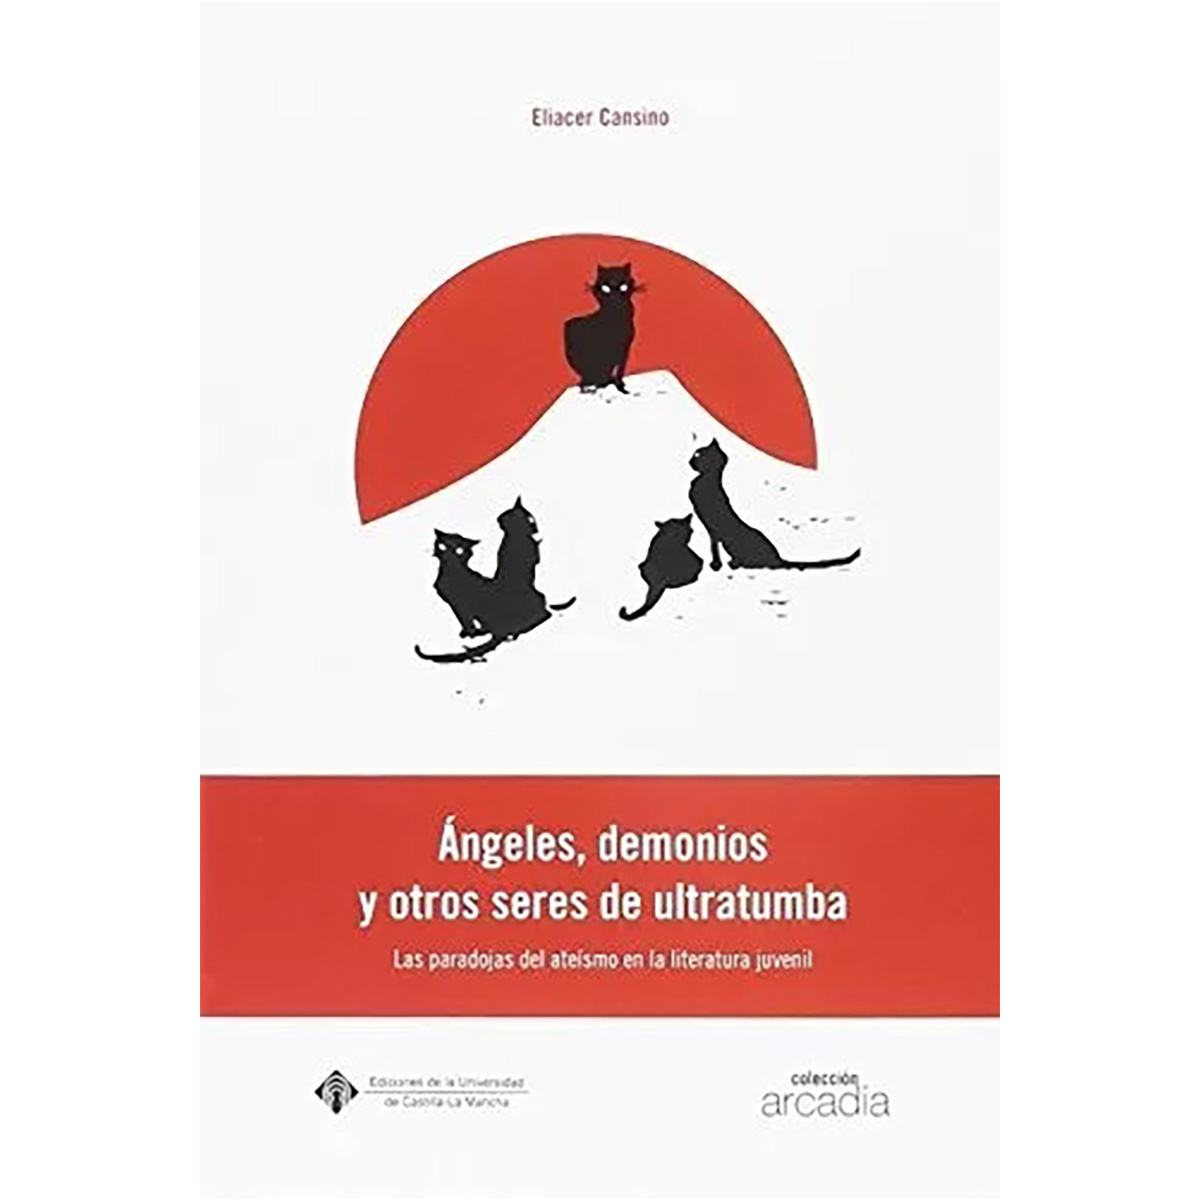 Eliacer Cansino
Ángeles, demonios
y otros seres de ultratumba
Las paradojas del ateísmo en la literatura juvenil
Ediciones de la Universidad
de Castilla-La Mancha
colección
arcadia